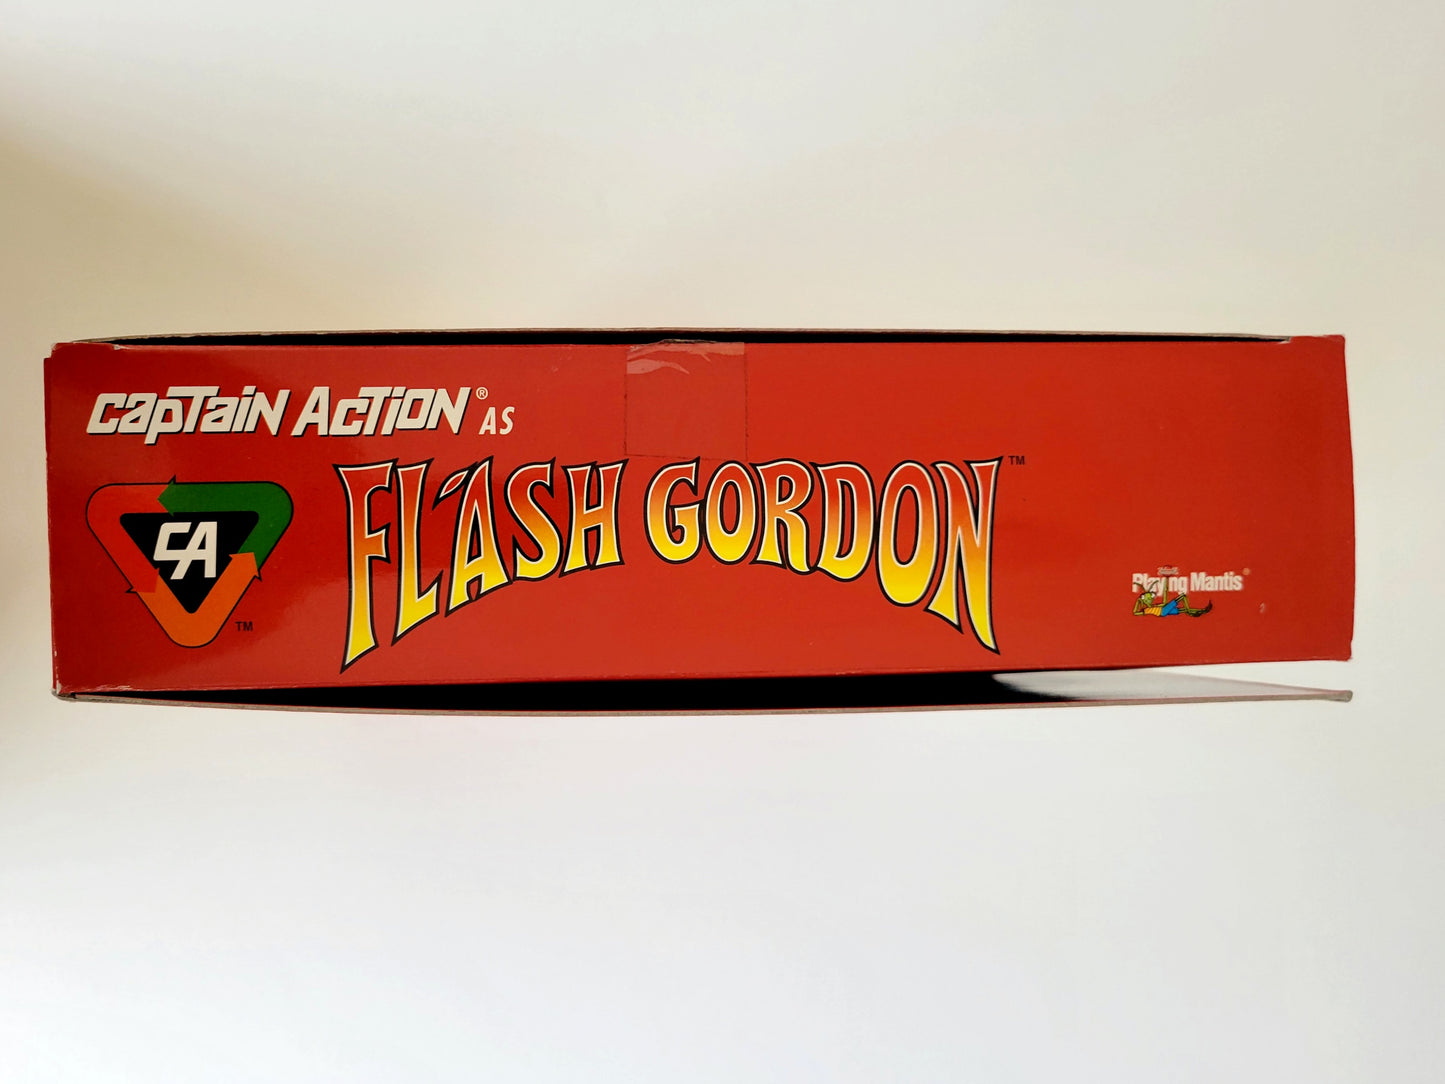 CAPTAIN ACTION® AS
FLASH GORDON™
CA
TM
Playing Mantis®